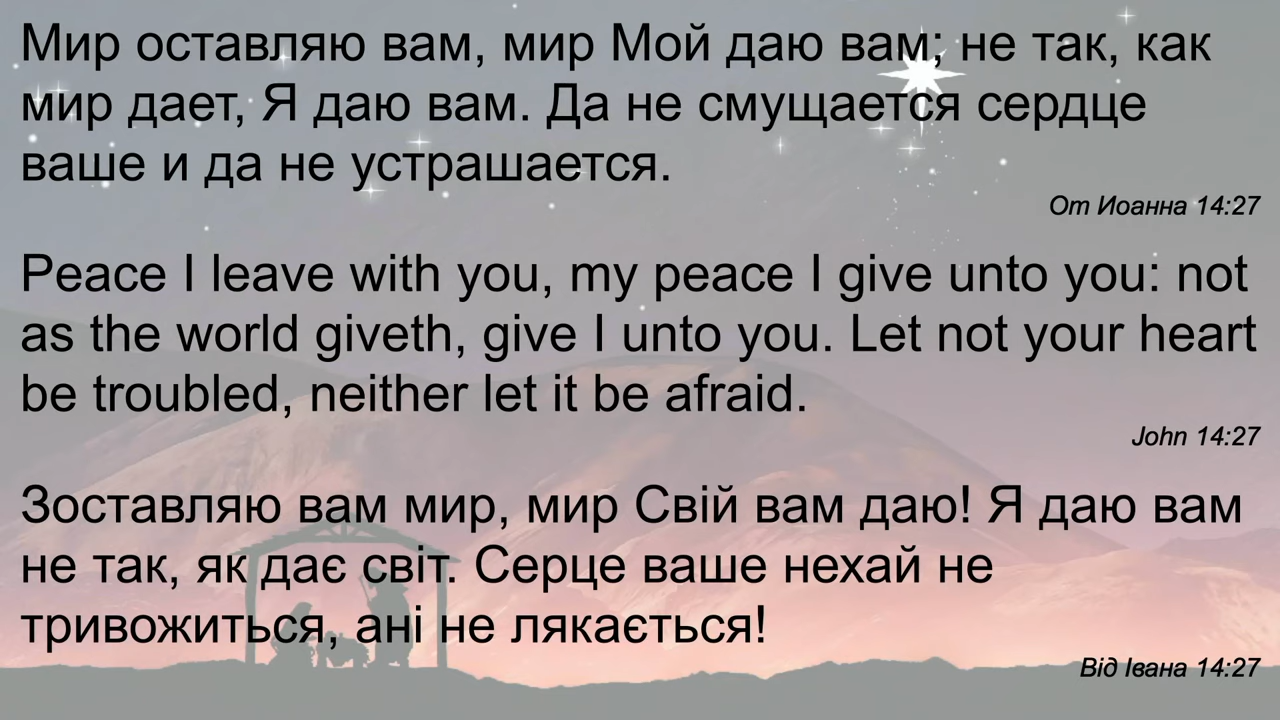 Мир оставляю вам, мир Мой даю вам; не так, как
мир дает, Я даю вам. Да не смущается сердце
ваше и да не устрашается.
От Иоанна 14:27
Peace I leave with you, my peace I give unto you: not
as the world giveth, give I unto you. Let not your heart
be troubled, neither let it be afraid.
John 14:27
Зоставляю вам мир, мир Свій вам даю! Я даю вам
не так, як дає світ. Серце ваше нехай не
тривожиться, ані не лякається!
Від Івана 14:27